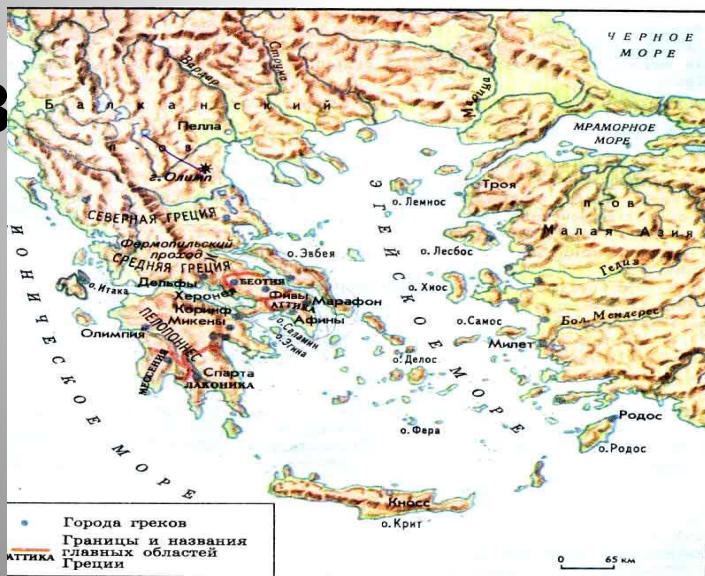 ЧЕРНОЕ
МОРЕ
Вардар
Струма
Марица
Балканский
п-ов
Пелла
г. Олимп
МРАМОРНОЕ
МОРЕ
Троя
п-ов
Малая Азия
о. Лемнос
ЭГЕЙСКОЕ МОРЕ
СЕВЕРНАЯ ГРЕЦИЯ
Фермопильский
проход
СРЕДНЯЯ ГРЕЦИЯ
о. Эвбея
о. Лесбос
Гедиз
ИОНИЧЕСКОЕ МОРЕ
о. Итака
Дельфы
БЕОТИЯ
Херонея
Фивы
Марафон
АТТИКА
о. Хиос
Коринф
Афины
Микены
о. Саламин
о. Эгина
о. Самос
Бол. Мендерес
Олимпия
ПЕЛОПОННЕС
Милет
о. Делос
МЕССЕНИЯ
Спарта
ЛАКОНИКА
о. Фера
Родос
о. Родос
Кносс
о. Крит
Города греков
Границы и названия
АТТИКА главных областей
Греции
0 65 км